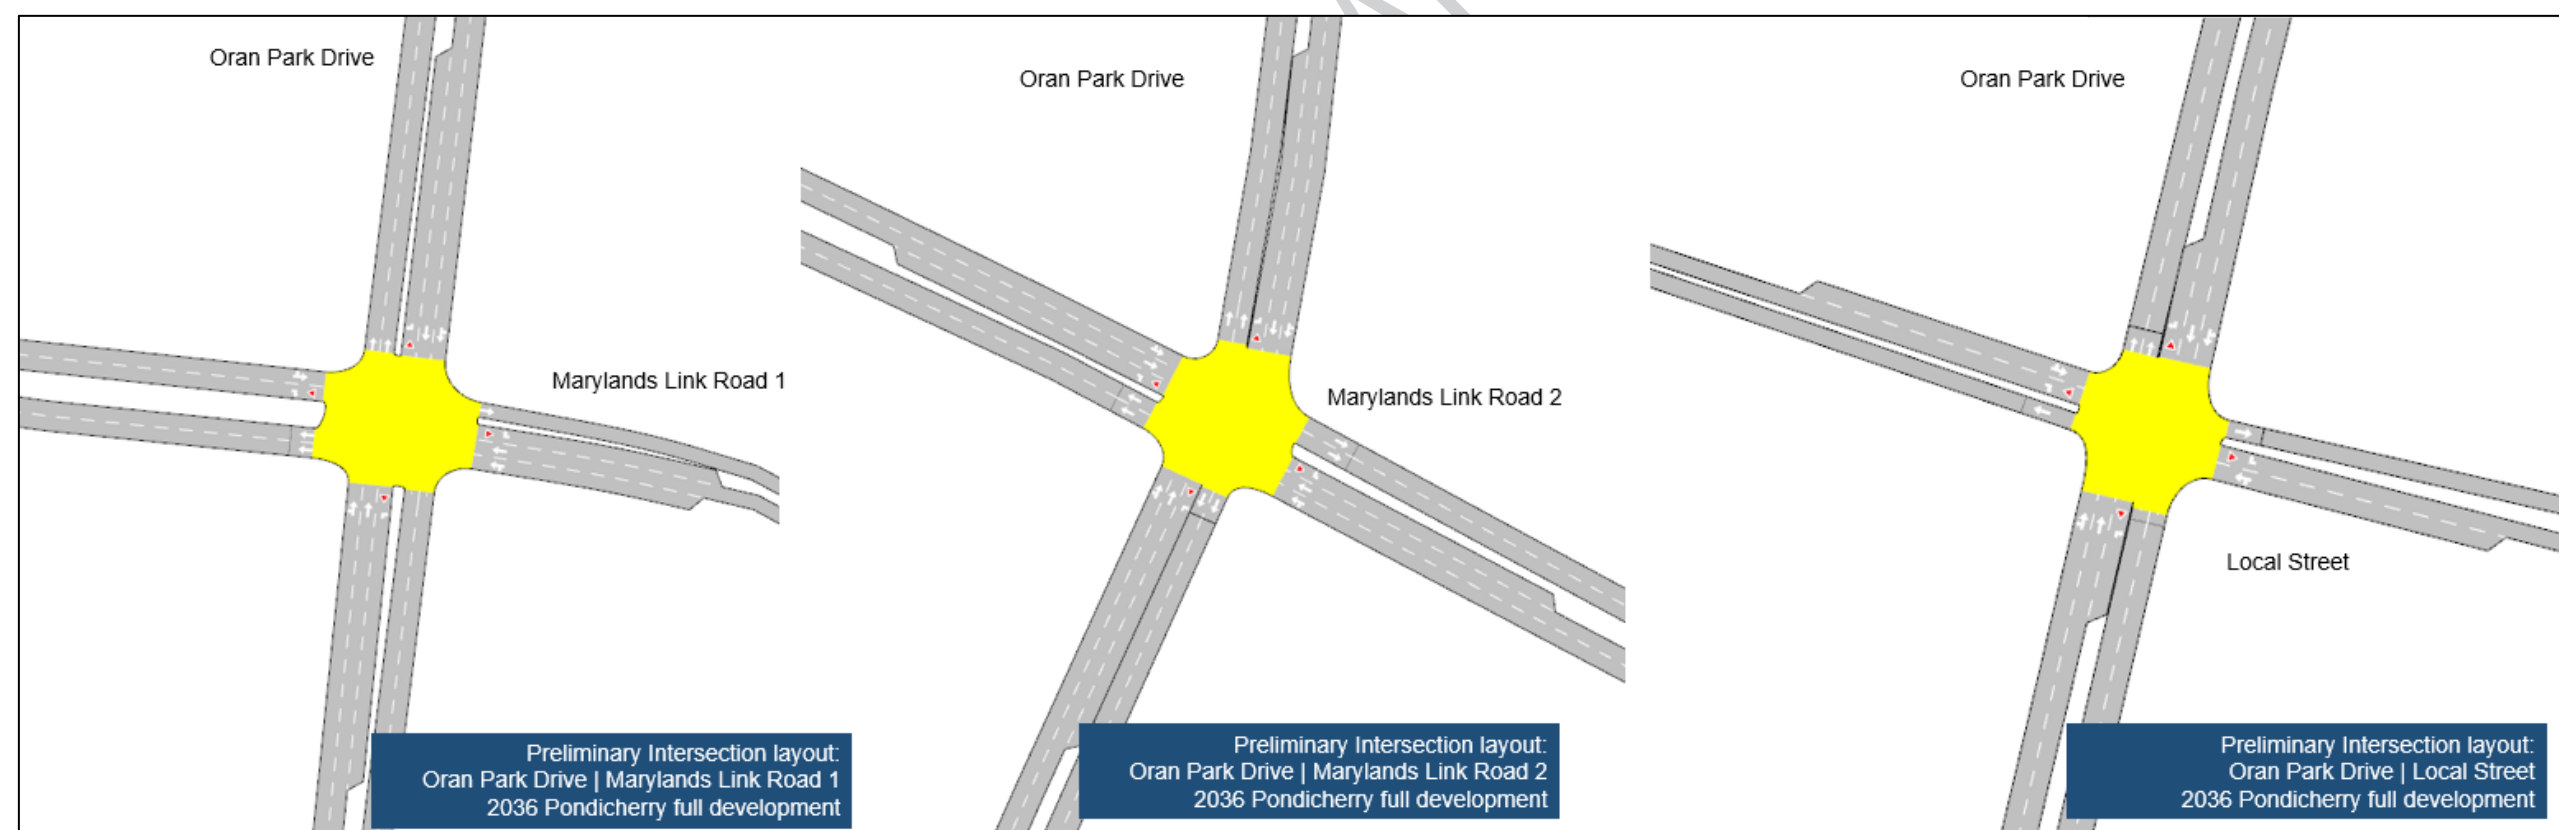 Oran Park Drive
Marylands Link Road 1
Preliminary Intersection layout:
Oran Park Drive | Marylands Link Road 1
2036 Pondicherry full development
Oran Park Drive
Marylands Link Road 2
Preliminary Intersection layout:
Oran Park Drive | Marylands Link Road 2
2036 Pondicherry full development
Oran Park Drive
Local Street
Preliminary Intersection layout:
Oran Park Drive | Local Street
2036 Pondicherry full development